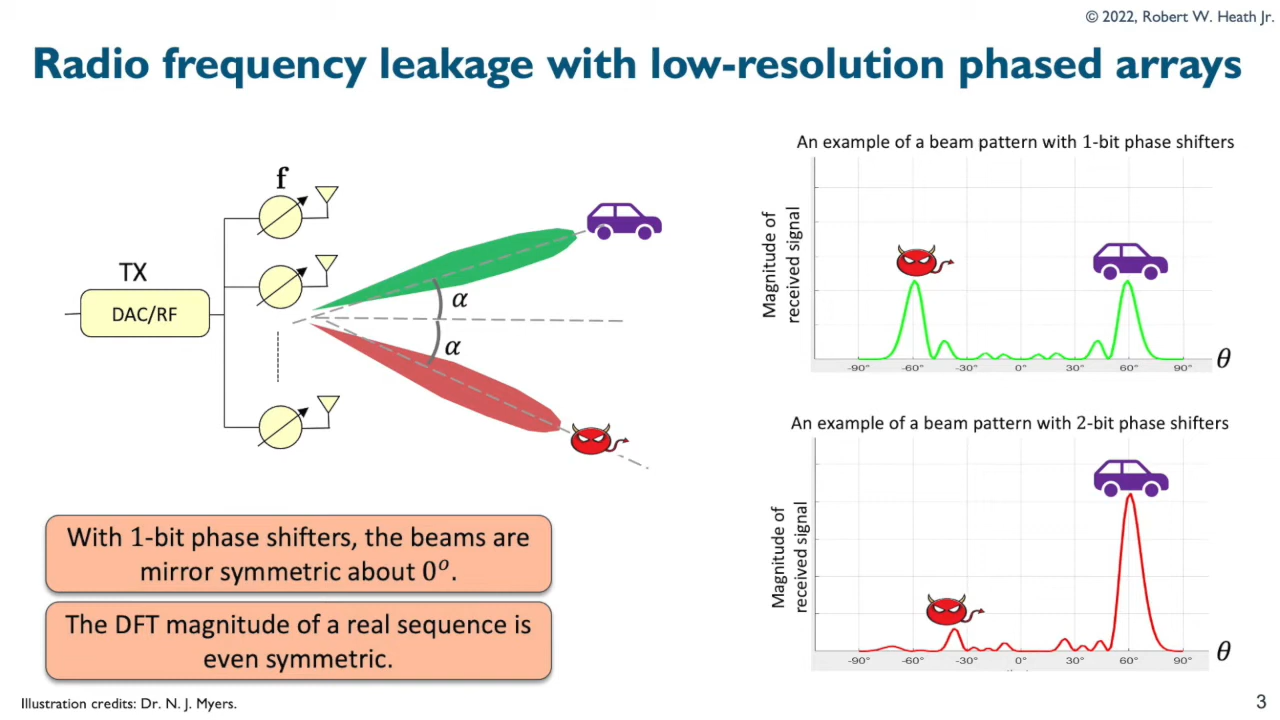 © 2022, Robert W. Heath Jr.
Radio frequency leakage with low-resolution phased arrays
f
TX
DAC/RF
α
α
With 1-bit phase shifters, the beams are
mirror symmetric about 0°.
The DFT magnitude of a real sequence is
even symmetric.
An example of a beam pattern with 1-bit phase shifters
Magnitude of
received signal
-90° -60° -30° 0° 30° 60° 90° θ
An example of a beam pattern with 2-bit phase shifters
Magnitude of
received signal
-90° -60° -30° 0° 30° 60° 90° θ
Illustration credits: Dr. N. J. Myers.
3